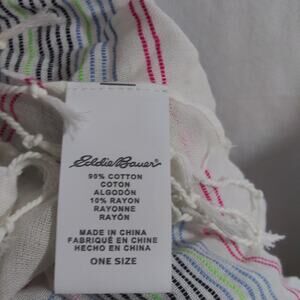 Eddie Bauer®
90% COTTON
COTON
ALGODÓN
10% RAYON
RAYONNE
RAYÓN
MADE IN CHINA
FABRIQUÉ EN CHINE
HECHO EN CHINA
ONE SIZE